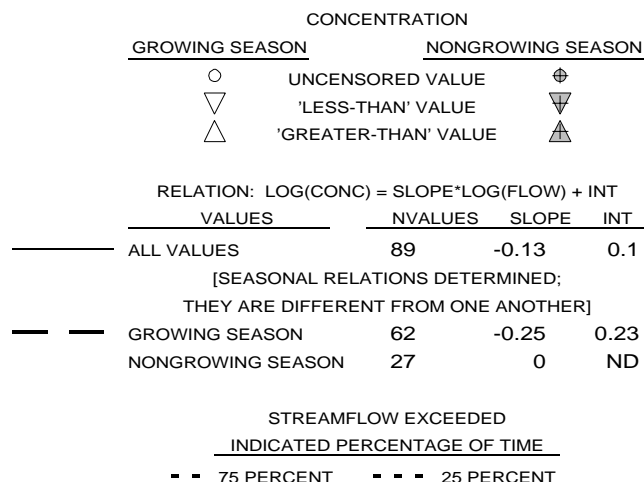 CONCENTRATION
GROWING SEASON NONGROWING SEASON
UNCENSORED VALUE
'LESS-THAN' VALUE
'GREATER-THAN' VALUE
RELATION: LOG(CONC) = SLOPE*LOG(FLOW) + INT
VALUES NVALUES SLOPE INT
ALL VALUES 89 -0.13 0.1
[SEASONAL RELATIONS DETERMINED;
THEY ARE DIFFERENT FROM ONE ANOTHER]
GROWING SEASON 62 -0.25 0.23
NONGROWING SEASON 27 0 ND
STREAMFLOW EXCEEDED
INDICATED PERCENTAGE OF TIME
75 PERCENT 25 PERCENT